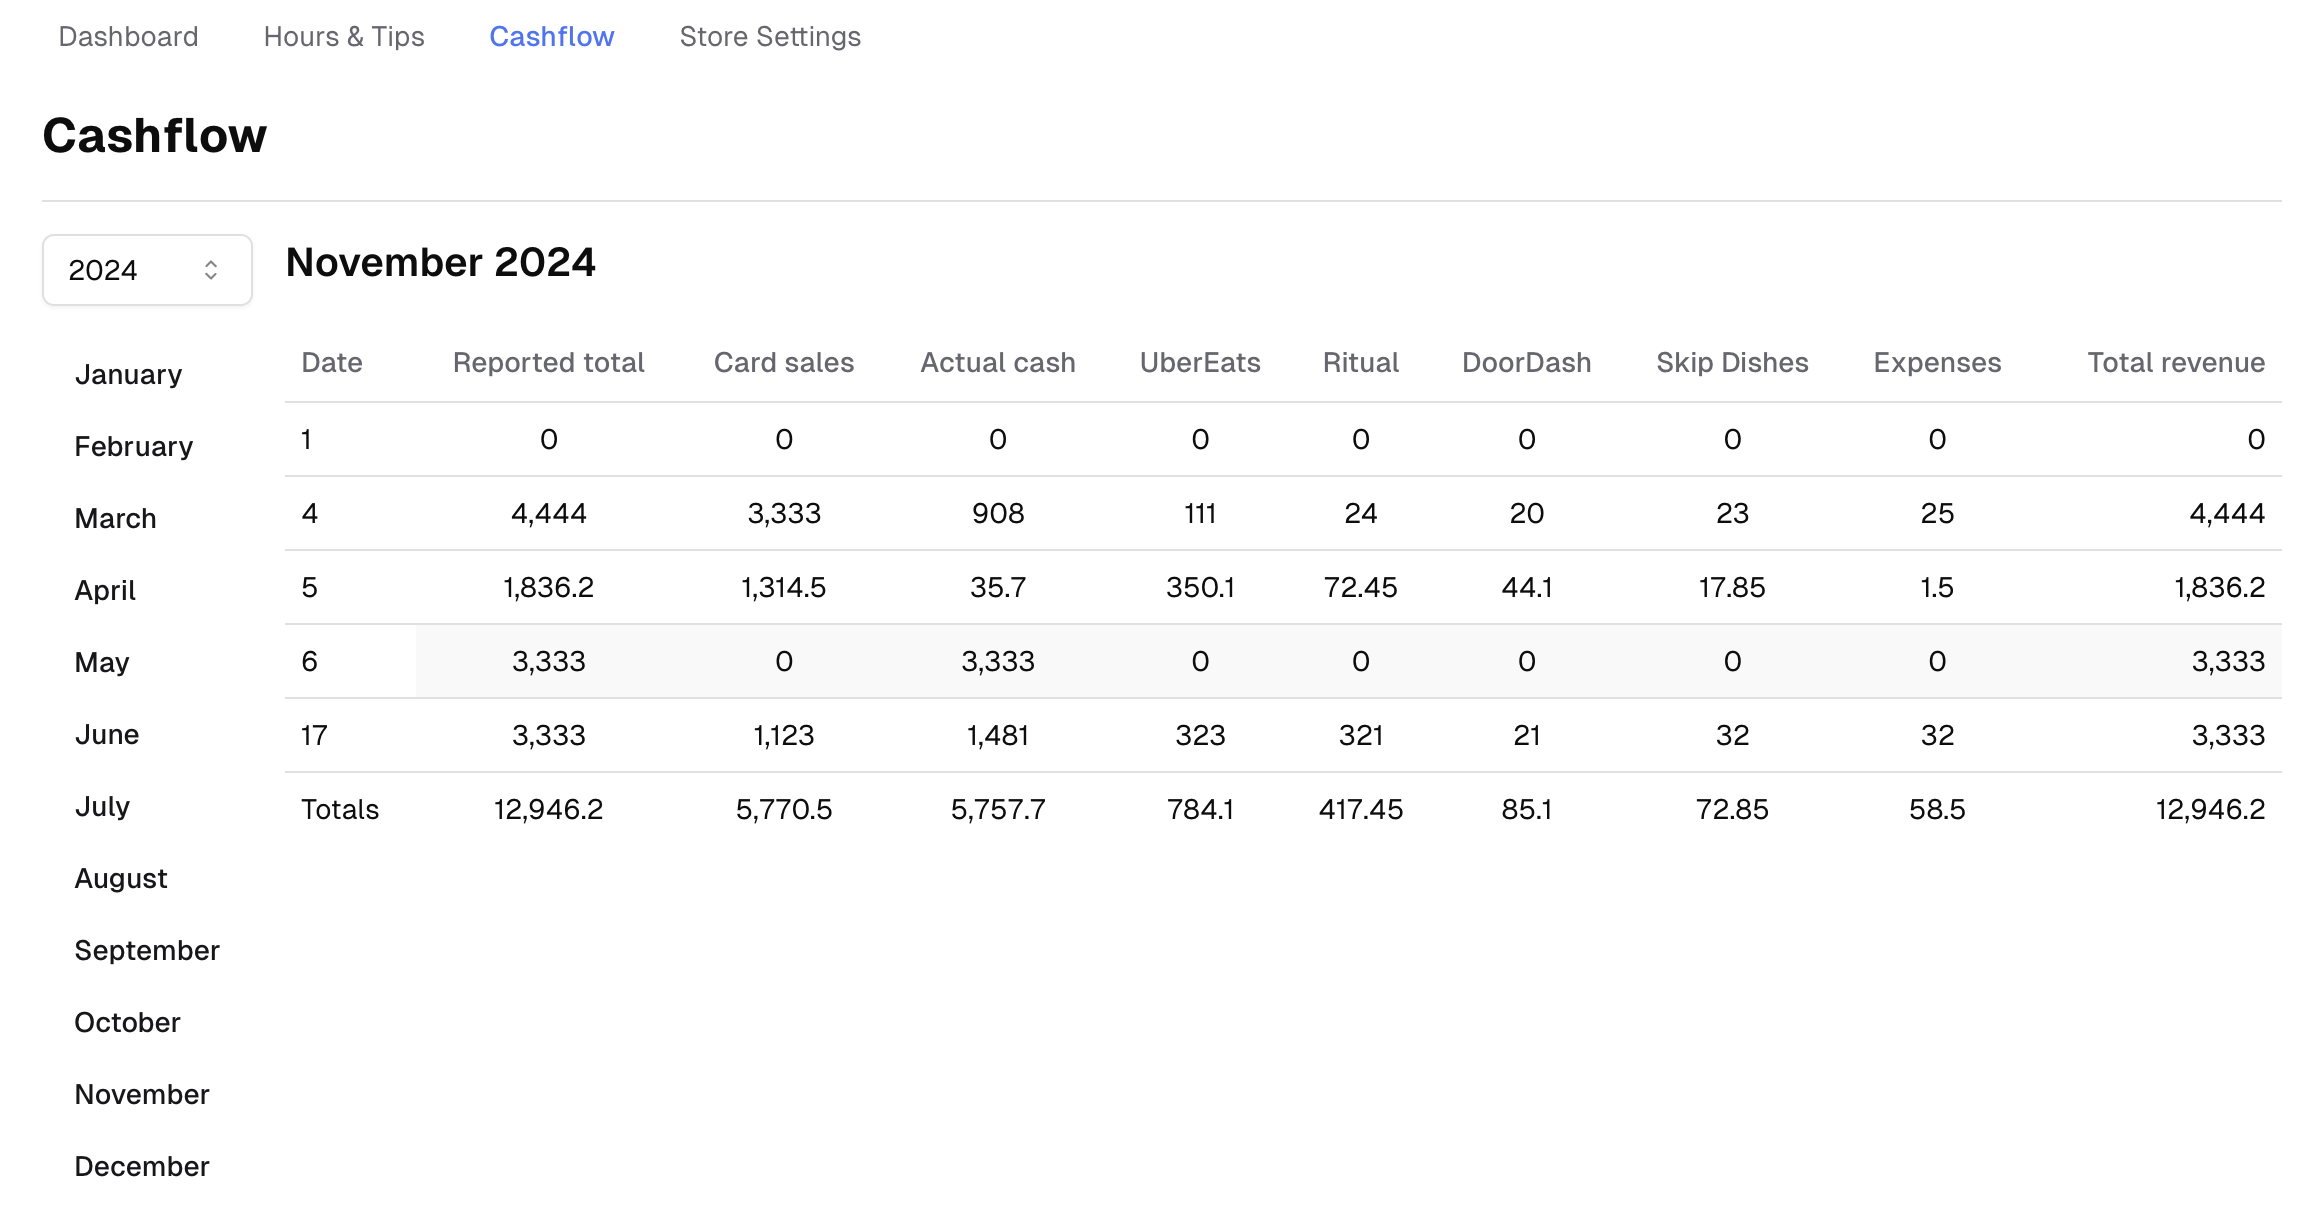 Dashboard Hours & Tips Cashflow Store Settings
Cashflow
2024
November 2024
January
February
March
April
May
June
July
August
September
October
November
December
Date Reported total Card sales Actual cash UberEats Ritual DoorDash Skip Dishes Expenses Total revenue
1 0 0 0 0 0 0 0 0 0
4 4,444 3,333 908 111 24 20 23 25 4,444
5 1,836.2 1,314.5 35.7 350.1 72.45 44.1 17.85 1.5 1,836.2
6 3,333 0 3,333 0 0 0 0 0 3,333
17 3,333 1,123 1,481 323 321 21 32 32 3,333
Totals 12,946.2 5,770.5 5,757.7 784.1 417.45 85.1 72.85 58.5 12,946.2